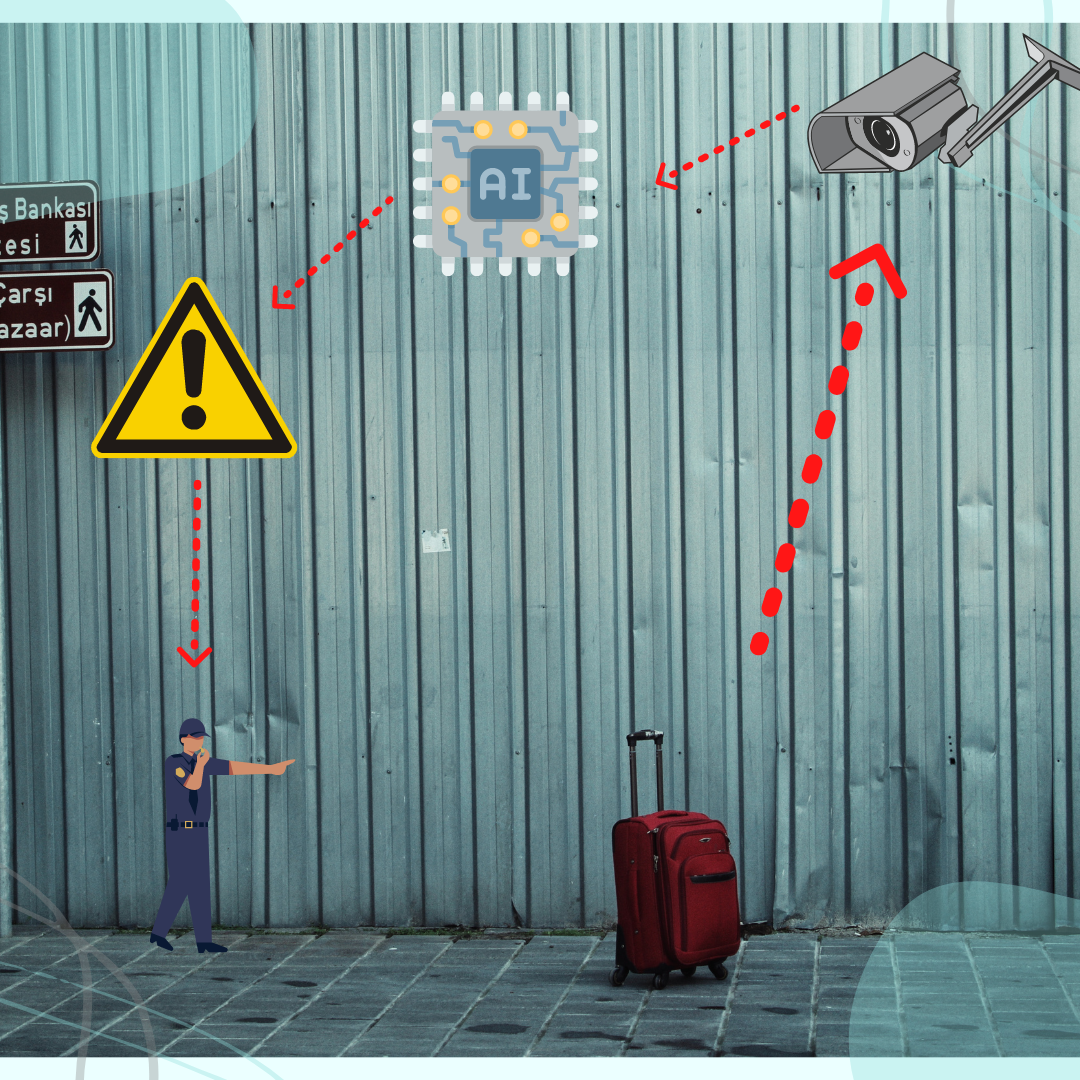 AI
ş Bankası
esi
Çarşı
azaar)